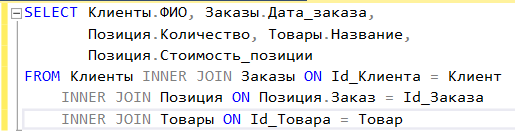 SELECT Клиенты.ФИО, Заказы.Дата_заказа,
Позиция.Количество, Товары.Название,
Позиция.Стоимость_позиции
FROM Клиенты INNER JOIN Заказы ON Id_Клиента = Клиент
INNER JOIN Позиция ON Позиция.Заказ = Id_Заказа
INNER JOIN Товары ON Id_Товара = Товар